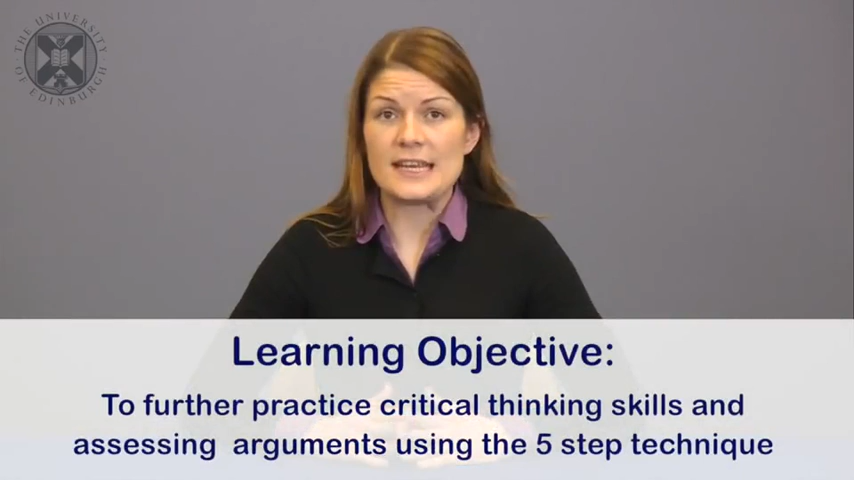 THE UNIVERSITY
OF EDINBURGH
Learning Objective:
To further practice critical thinking skills and
assessing  arguments using the 5 step technique